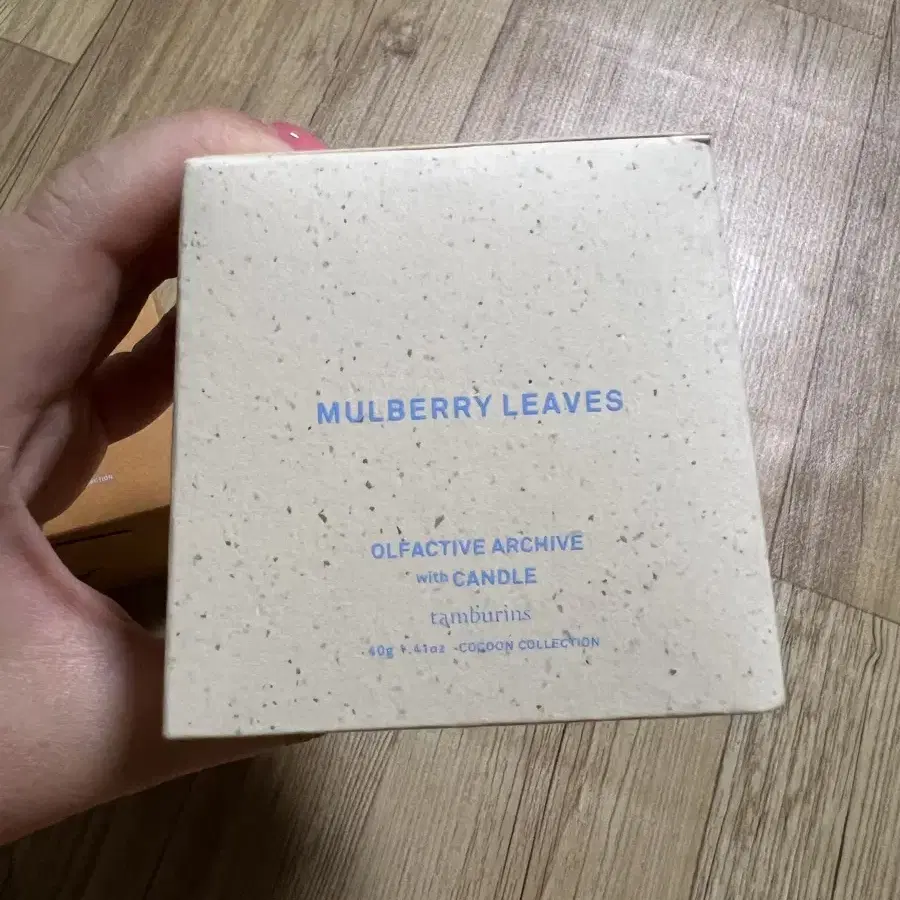 MULBERRY LEAVES
OLFACTIVE ARCHIVE
with CANDLE
tamburins
40g 1.41oz -COCOON COLLECTION